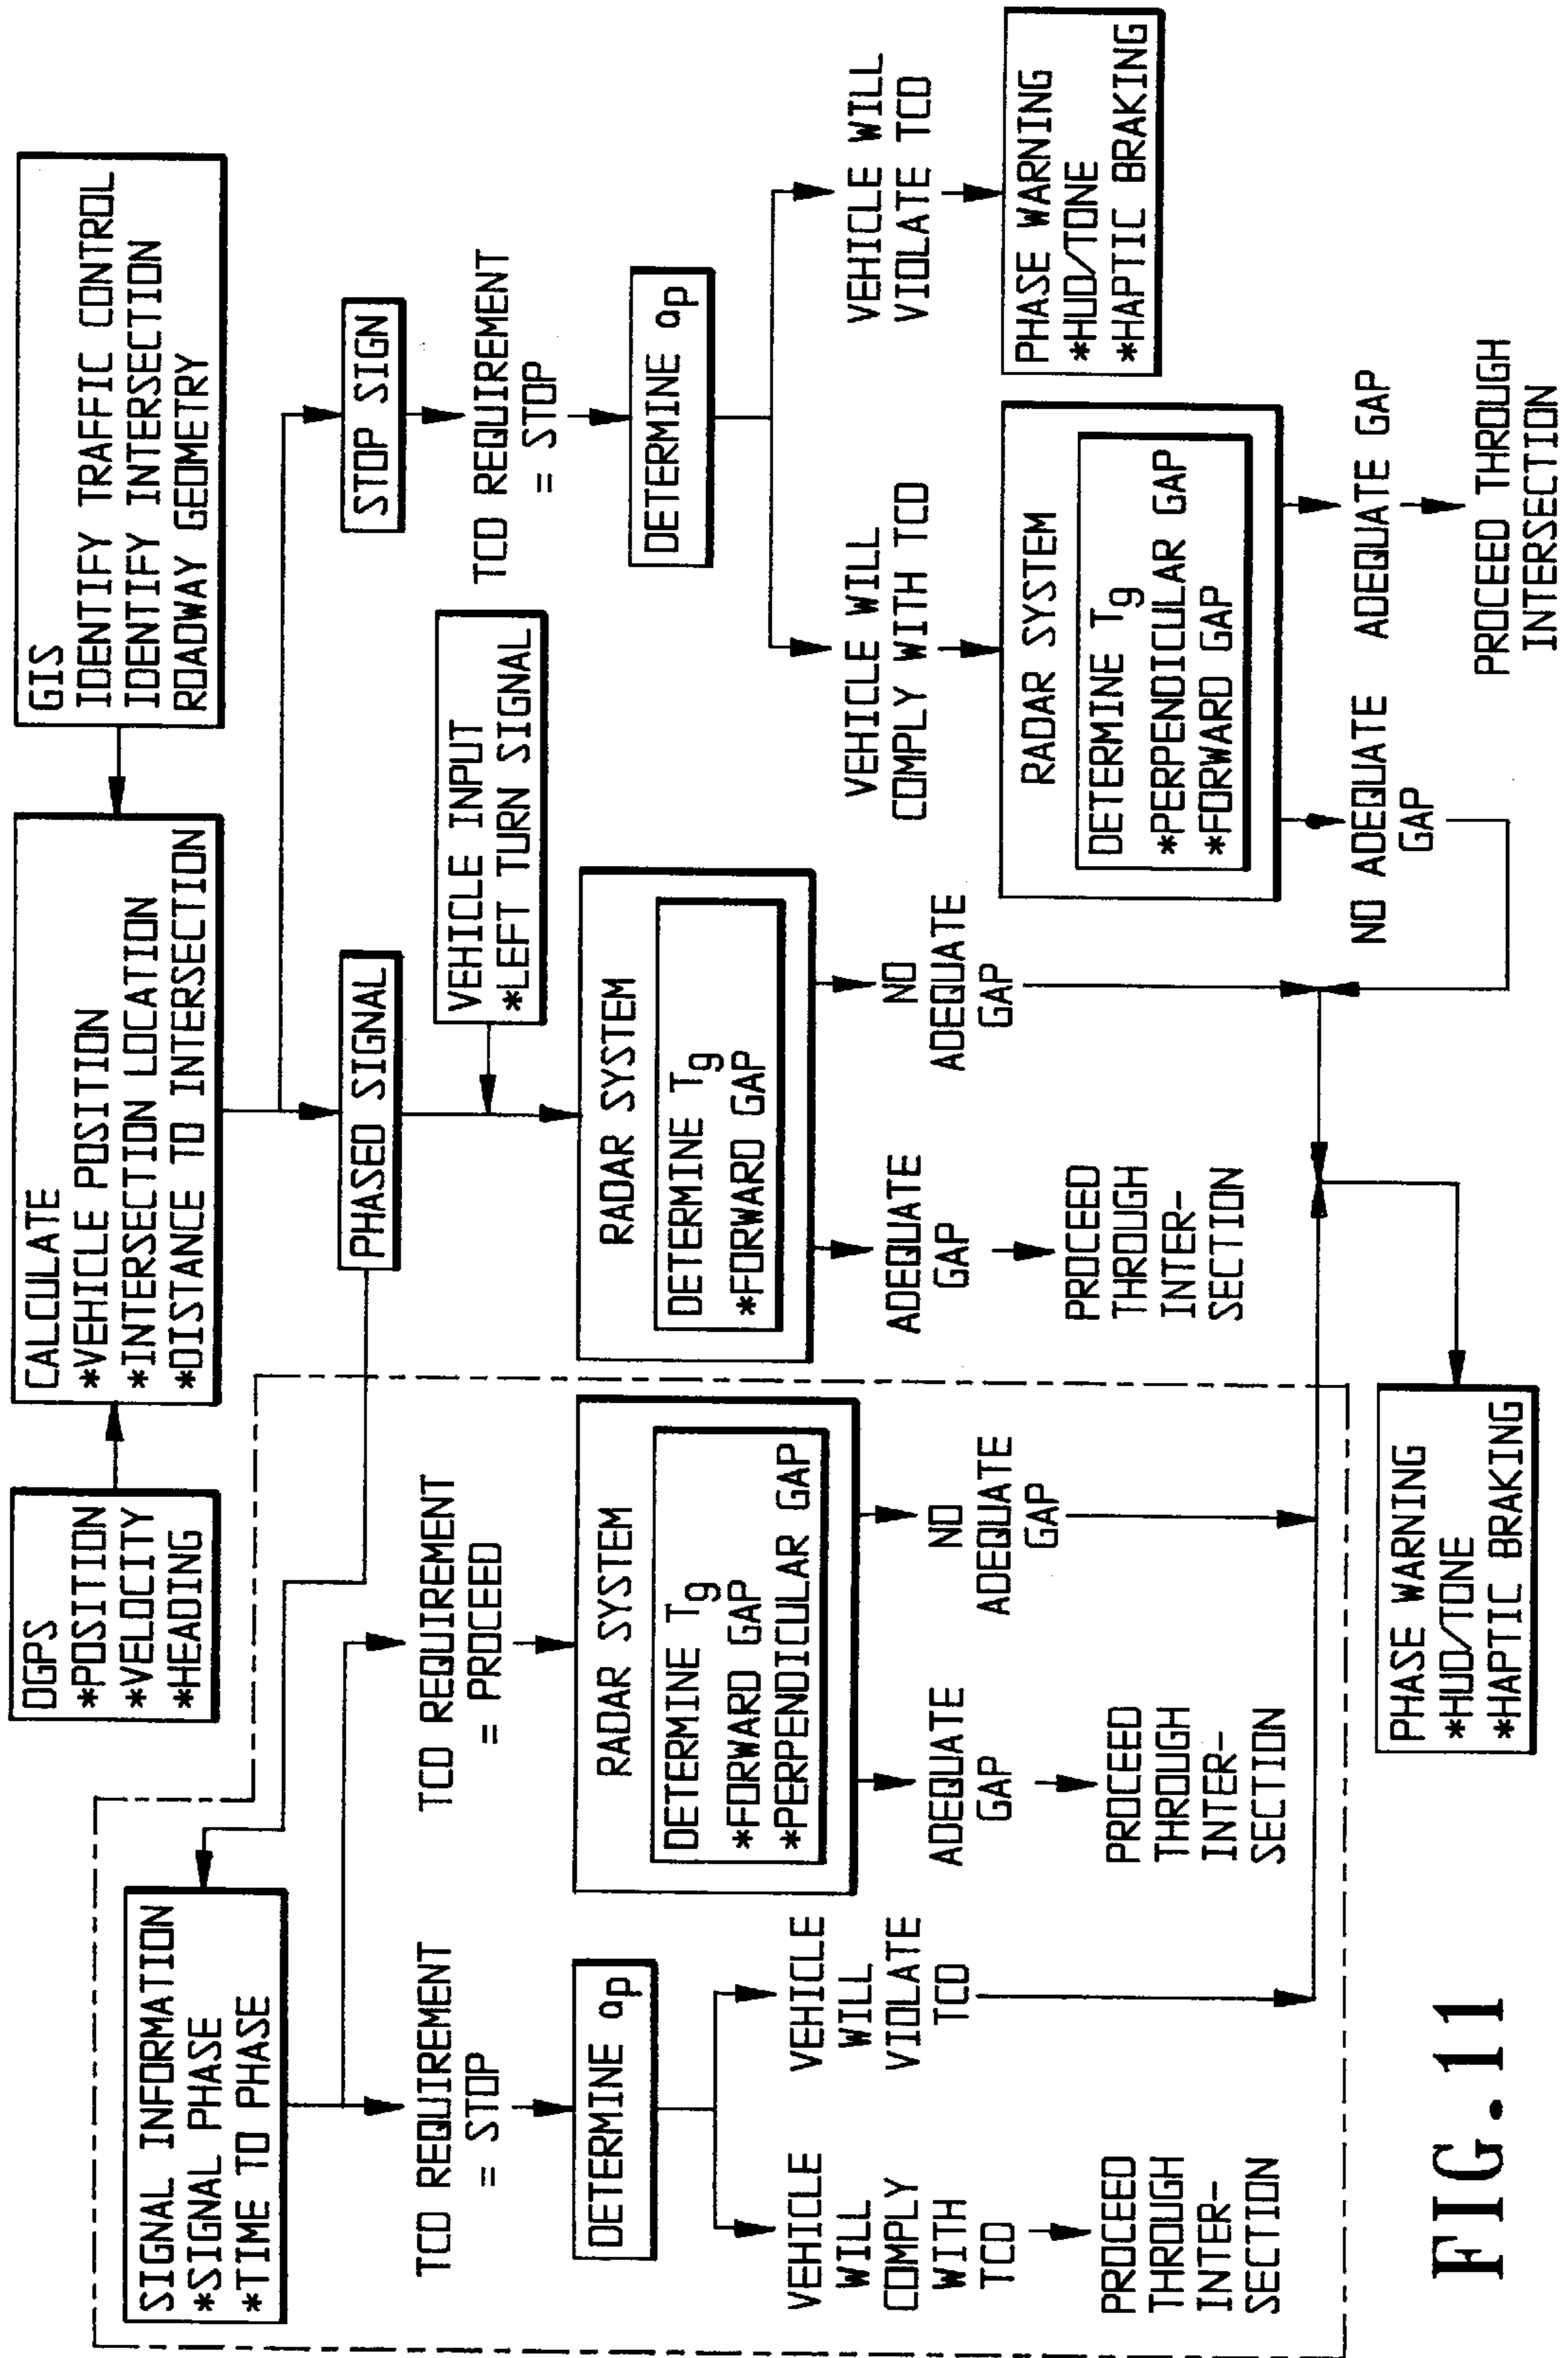 DGPS
*POSITION
*VELOCITY
*HEADING
CALCULATE
*VEHICLE POSITION
*INTERSECTION LOCATION
*DISTANCE TO INTERSECTION
GIS
IDENTIFY TRAFFIC CONTROL
IDENTIFY INTERSECTION
ROADWAY GEOMETRY
SIGNAL INFORMATION
*SIGNAL PHASE
*TIME TO PHASE
PHASED SIGNAL
STOP SIGN
VEHICLE INPUT
*LEFT TURN SIGNAL
TCD REQUIREMENT
= STOP
TCD REQUIREMENT
= PROCEED
TCD REQUIREMENT
= STOP
DETERMINE ap
RADAR SYSTEM
DETERMINE Tg
*FORWARD GAP
*PERPENDICULAR GAP
RADAR SYSTEM
DETERMINE Tg
*FORWARD GAP
DETERMINE ap
VEHICLE
WILL
COMPLY
WITH
TCD
VEHICLE
WILL
VIOLATE
TCD
ADEQUATE
GAP
NO
ADEQUATE
GAP
ADEQUATE
GAP
NO
ADEQUATE
GAP
VEHICLE WILL
COMPLY WITH TCD
VEHICLE WILL
VIOLATE TCD
PROCEED
THROUGH
INTER-
SECTION
PROCEED
THROUGH
INTER-
SECTION
PROCEED
THROUGH
INTER-
SECTION
RADAR SYSTEM
DETERMINE Tg
*PERPENDICULAR GAP
*FORWARD GAP
PHASE WARNING
*HUD/TONE
*HAPTIC BRAKING
NO ADEQUATE
GAP
ADEQUATE GAP
PROCEED THROUGH
INTERSECTION
PHASE WARNING
*HUD/TONE
*HAPTIC BRAKING
FIG. 11